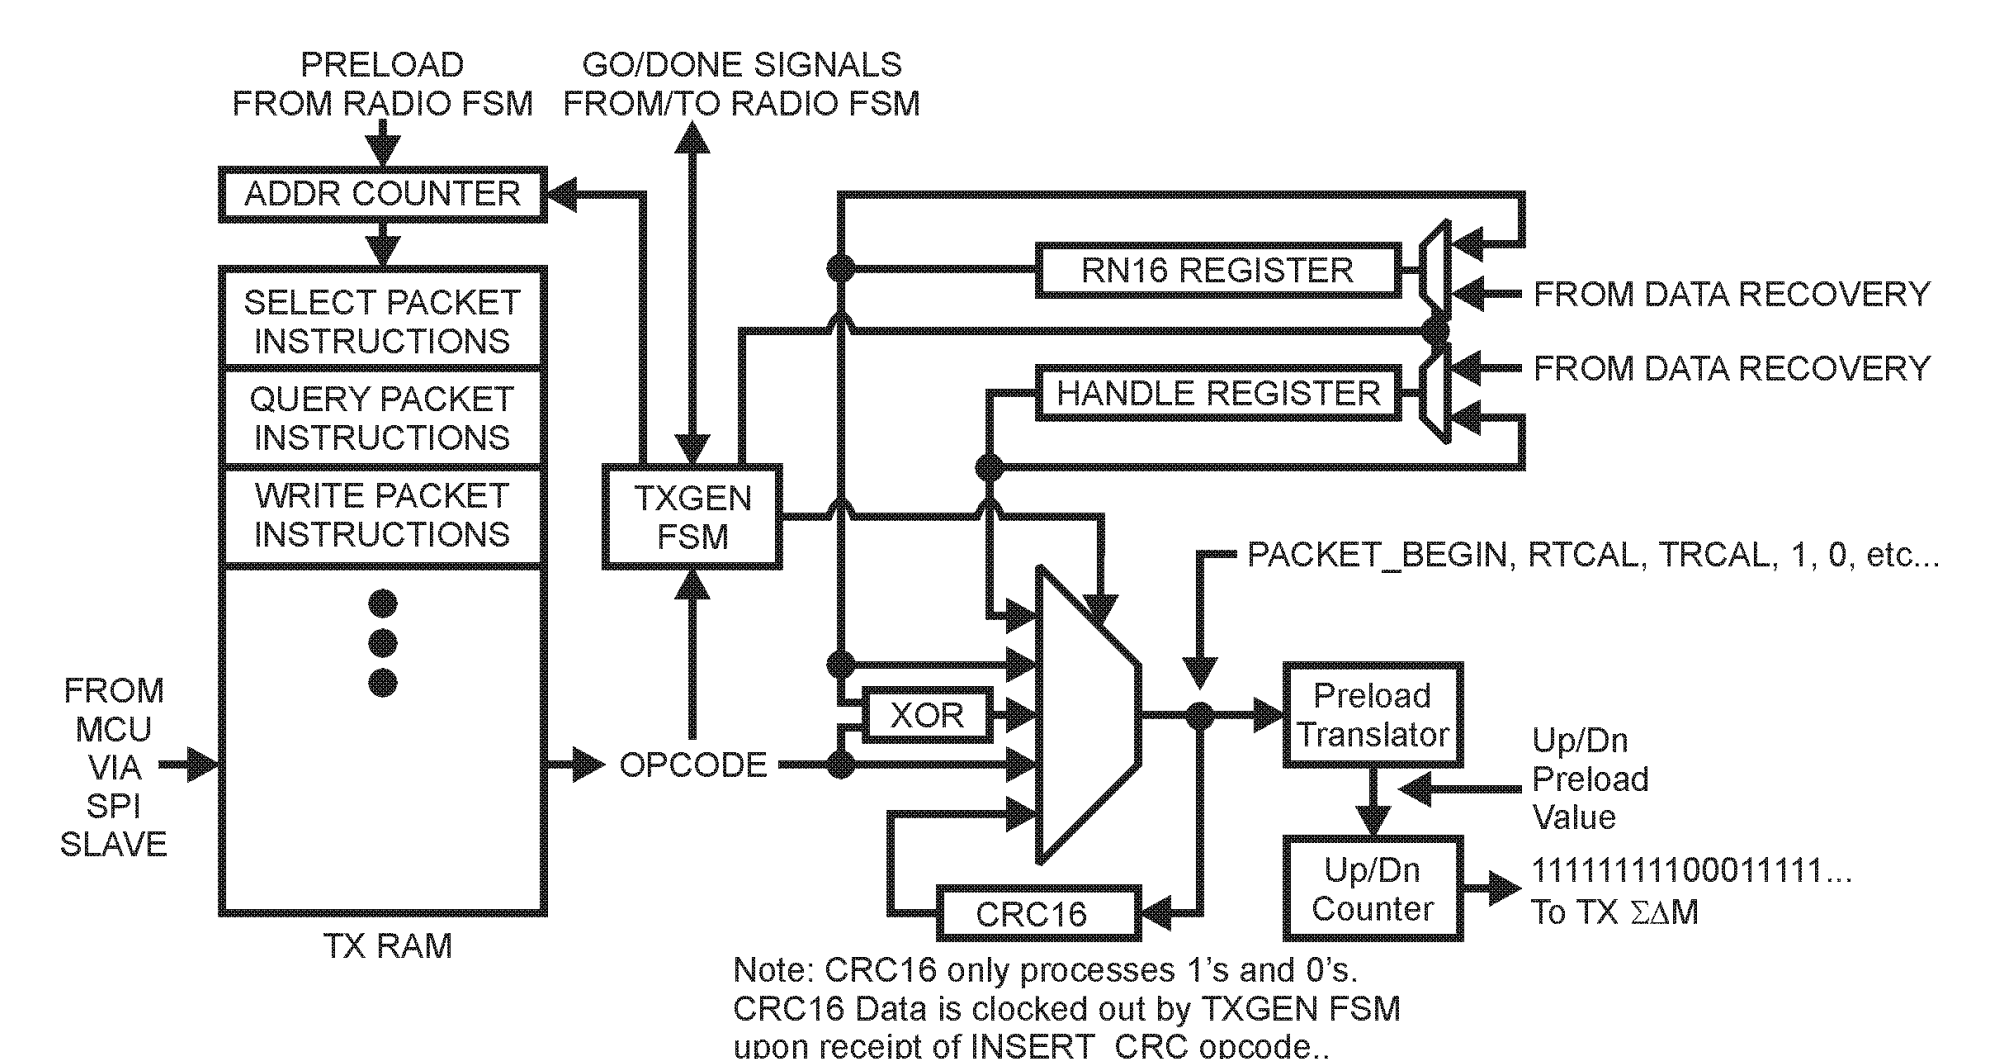 PRELOAD
FROM RADIO FSM
GO/DONE SIGNALS
FROM/TO RADIO FSM
ADDR COUNTER
SELECT PACKET
INSTRUCTIONS
QUERY PACKET
INSTRUCTIONS
WRITE PACKET
INSTRUCTIONS
FROM
MCU
VIA
SPI
SLAVE
TX RAM
TXGEN
FSM
OPCODE
RN16 REGISTER
FROM DATA RECOVERY
FROM DATA RECOVERY
HANDLE REGISTER
PACKET_BEGIN, RTCAL, TRCAL, 1, 0, etc...
XOR
CRC16
Preload
Translator
Up/Dn
Preload
Value
Up/Dn
Counter
11111111100011111...
To TX ΣΔM
Note: CRC16 only processes 1's and 0's.
CRC16 Data is clocked out by TXGEN FSM
upon receipt of INSERT_CRC opcode..